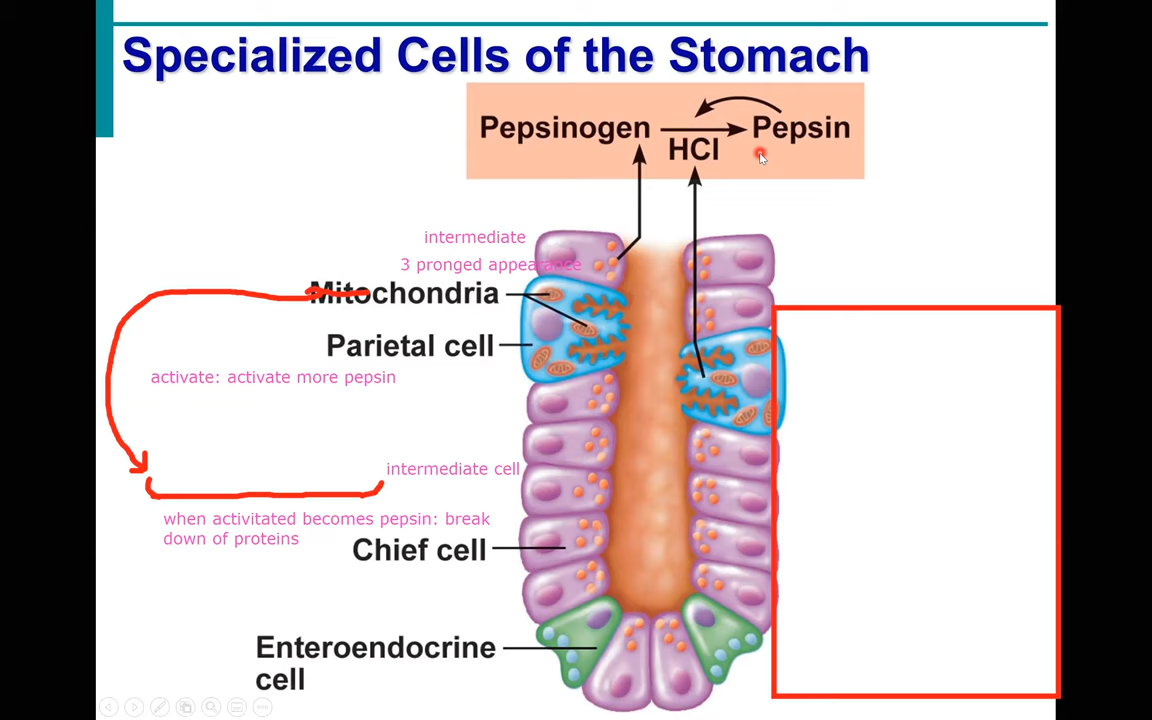 Specialized Cells of the Stomach
Pepsinogen
Pepsin
HCl
intermediate
3 pronged appearance
Mitochondria
Parietal cell
activate: activate more pepsin
intermediate cell
when activitated becomes pepsin: break
down of proteins
Chief cell
Enteroendocrine
cell